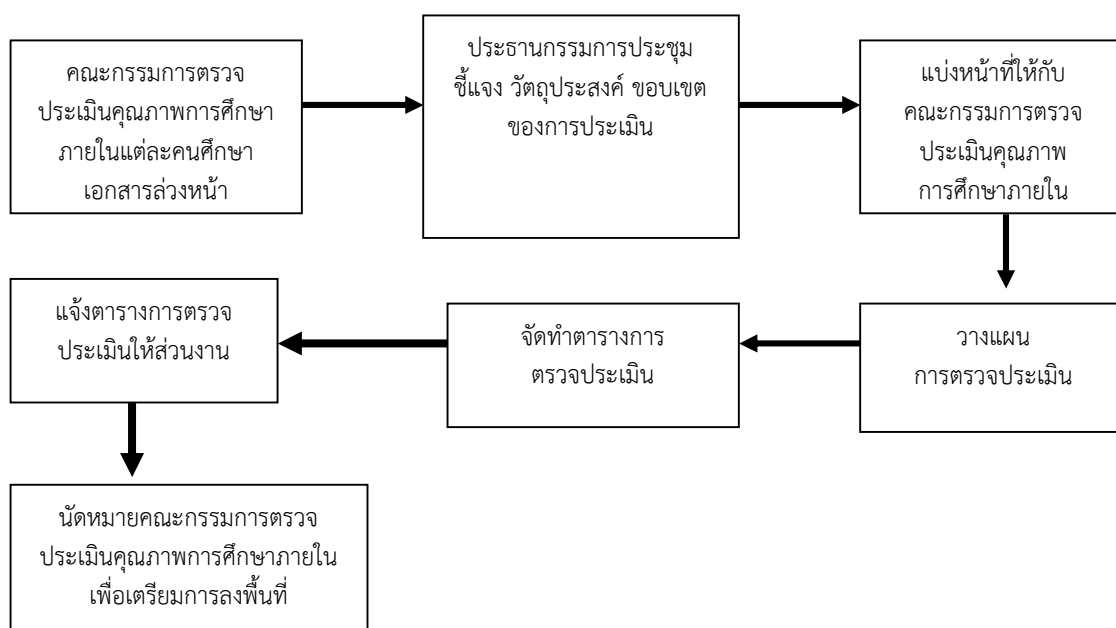 คณะกรรมการตรวจ
ประเมินคุณภาพการศึกษา
ภายในแต่ละคนศึกษา
เอกสารล่วงหน้า
ประธานกรรมการประชุม
ชี้แจง วัตถุประสงค์ ขอบเขต
ของการประเมิน
แบ่งหน้าที่ให้กับ
คณะกรรมการตรวจ
ประเมินคุณภาพ
การศึกษาภายใน
วางแผน
การตรวจประเมิน
จัดทำตารางการ
ตรวจประเมิน
แจ้งตารางการตรวจ
ประเมินให้ส่วนงาน
นัดหมายคณะกรรมการตรวจ
ประเมินคุณภาพการศึกษาภายใน
เพื่อเตรียมการลงพื้นที่